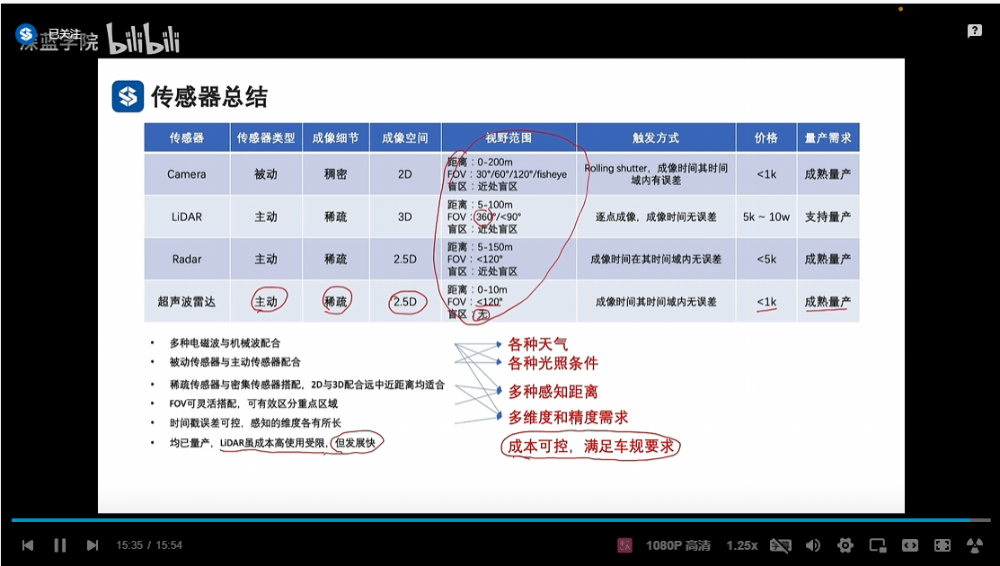 已关注
深蓝学院 bilibili
传感器总结
传感器 传感器类型 成像细节 成像空间 视野范围 触发方式 价格 量产需求
Camera 被动 稠密 2D 距离：0-200m
FOV：30°/60°/120°/fisheye
盲区：近处盲区
Rolling shutter，成像时间其时间
域内有误差
<1k 成熟量产
LiDAR 主动 稀疏 3D 距离：5-100m
FOV：360°/<90°
盲区：近处盲区
逐点成像，成像时间无误差 5k ~ 10w 支持量产
Radar 主动 稀疏 2.5D 距离：5-150m
FOV：<120°
盲区：近处盲区
成像时间在其时间域内无误差 <5k 成熟量产
超声波雷达 主动 稀疏 2.5D 距离：0-10m
FOV：<120°
盲区：无
成像时间其时间域内无误差 <1k 成熟量产
• 多种电磁波与机械波配合
• 被动传感器与主动传感器配合
• 稀疏传感器与密集传感器搭配，2D与3D配合远中近距离均适合
• FOV可灵活搭配，可有效区分重点区域
• 时间戳误差可控，感知的维度各有所长
• 均已量产，LiDAR虽成本高使用受限，但发展快
各种天气
各种光照条件
多种感知距离
多维度和精度需求
成本可控，满足车规要求
15:35 / 15:54 1080P 高清 1.25x